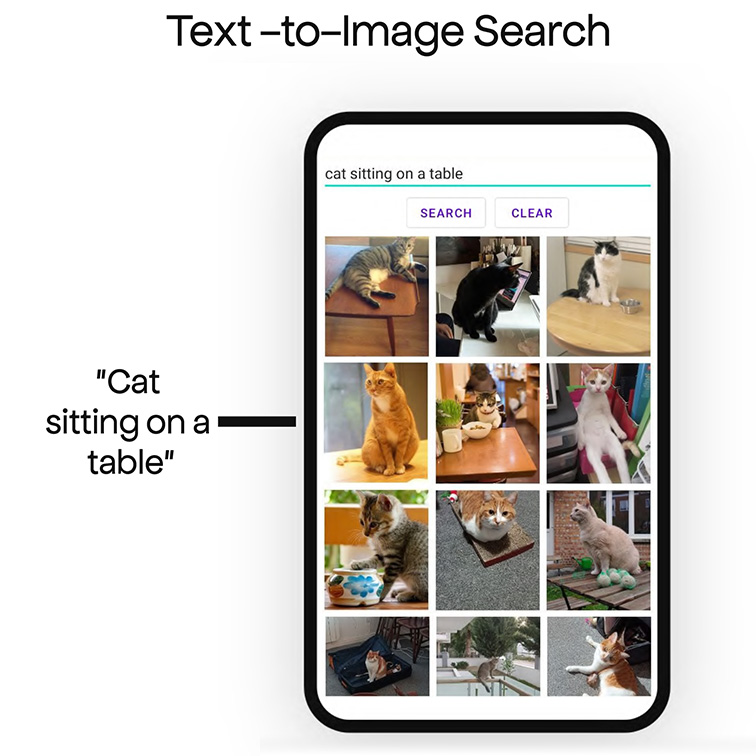 Text –to–Image Search
cat sitting on a table
SEARCH
CLEAR
"Cat
sitting on a
table"